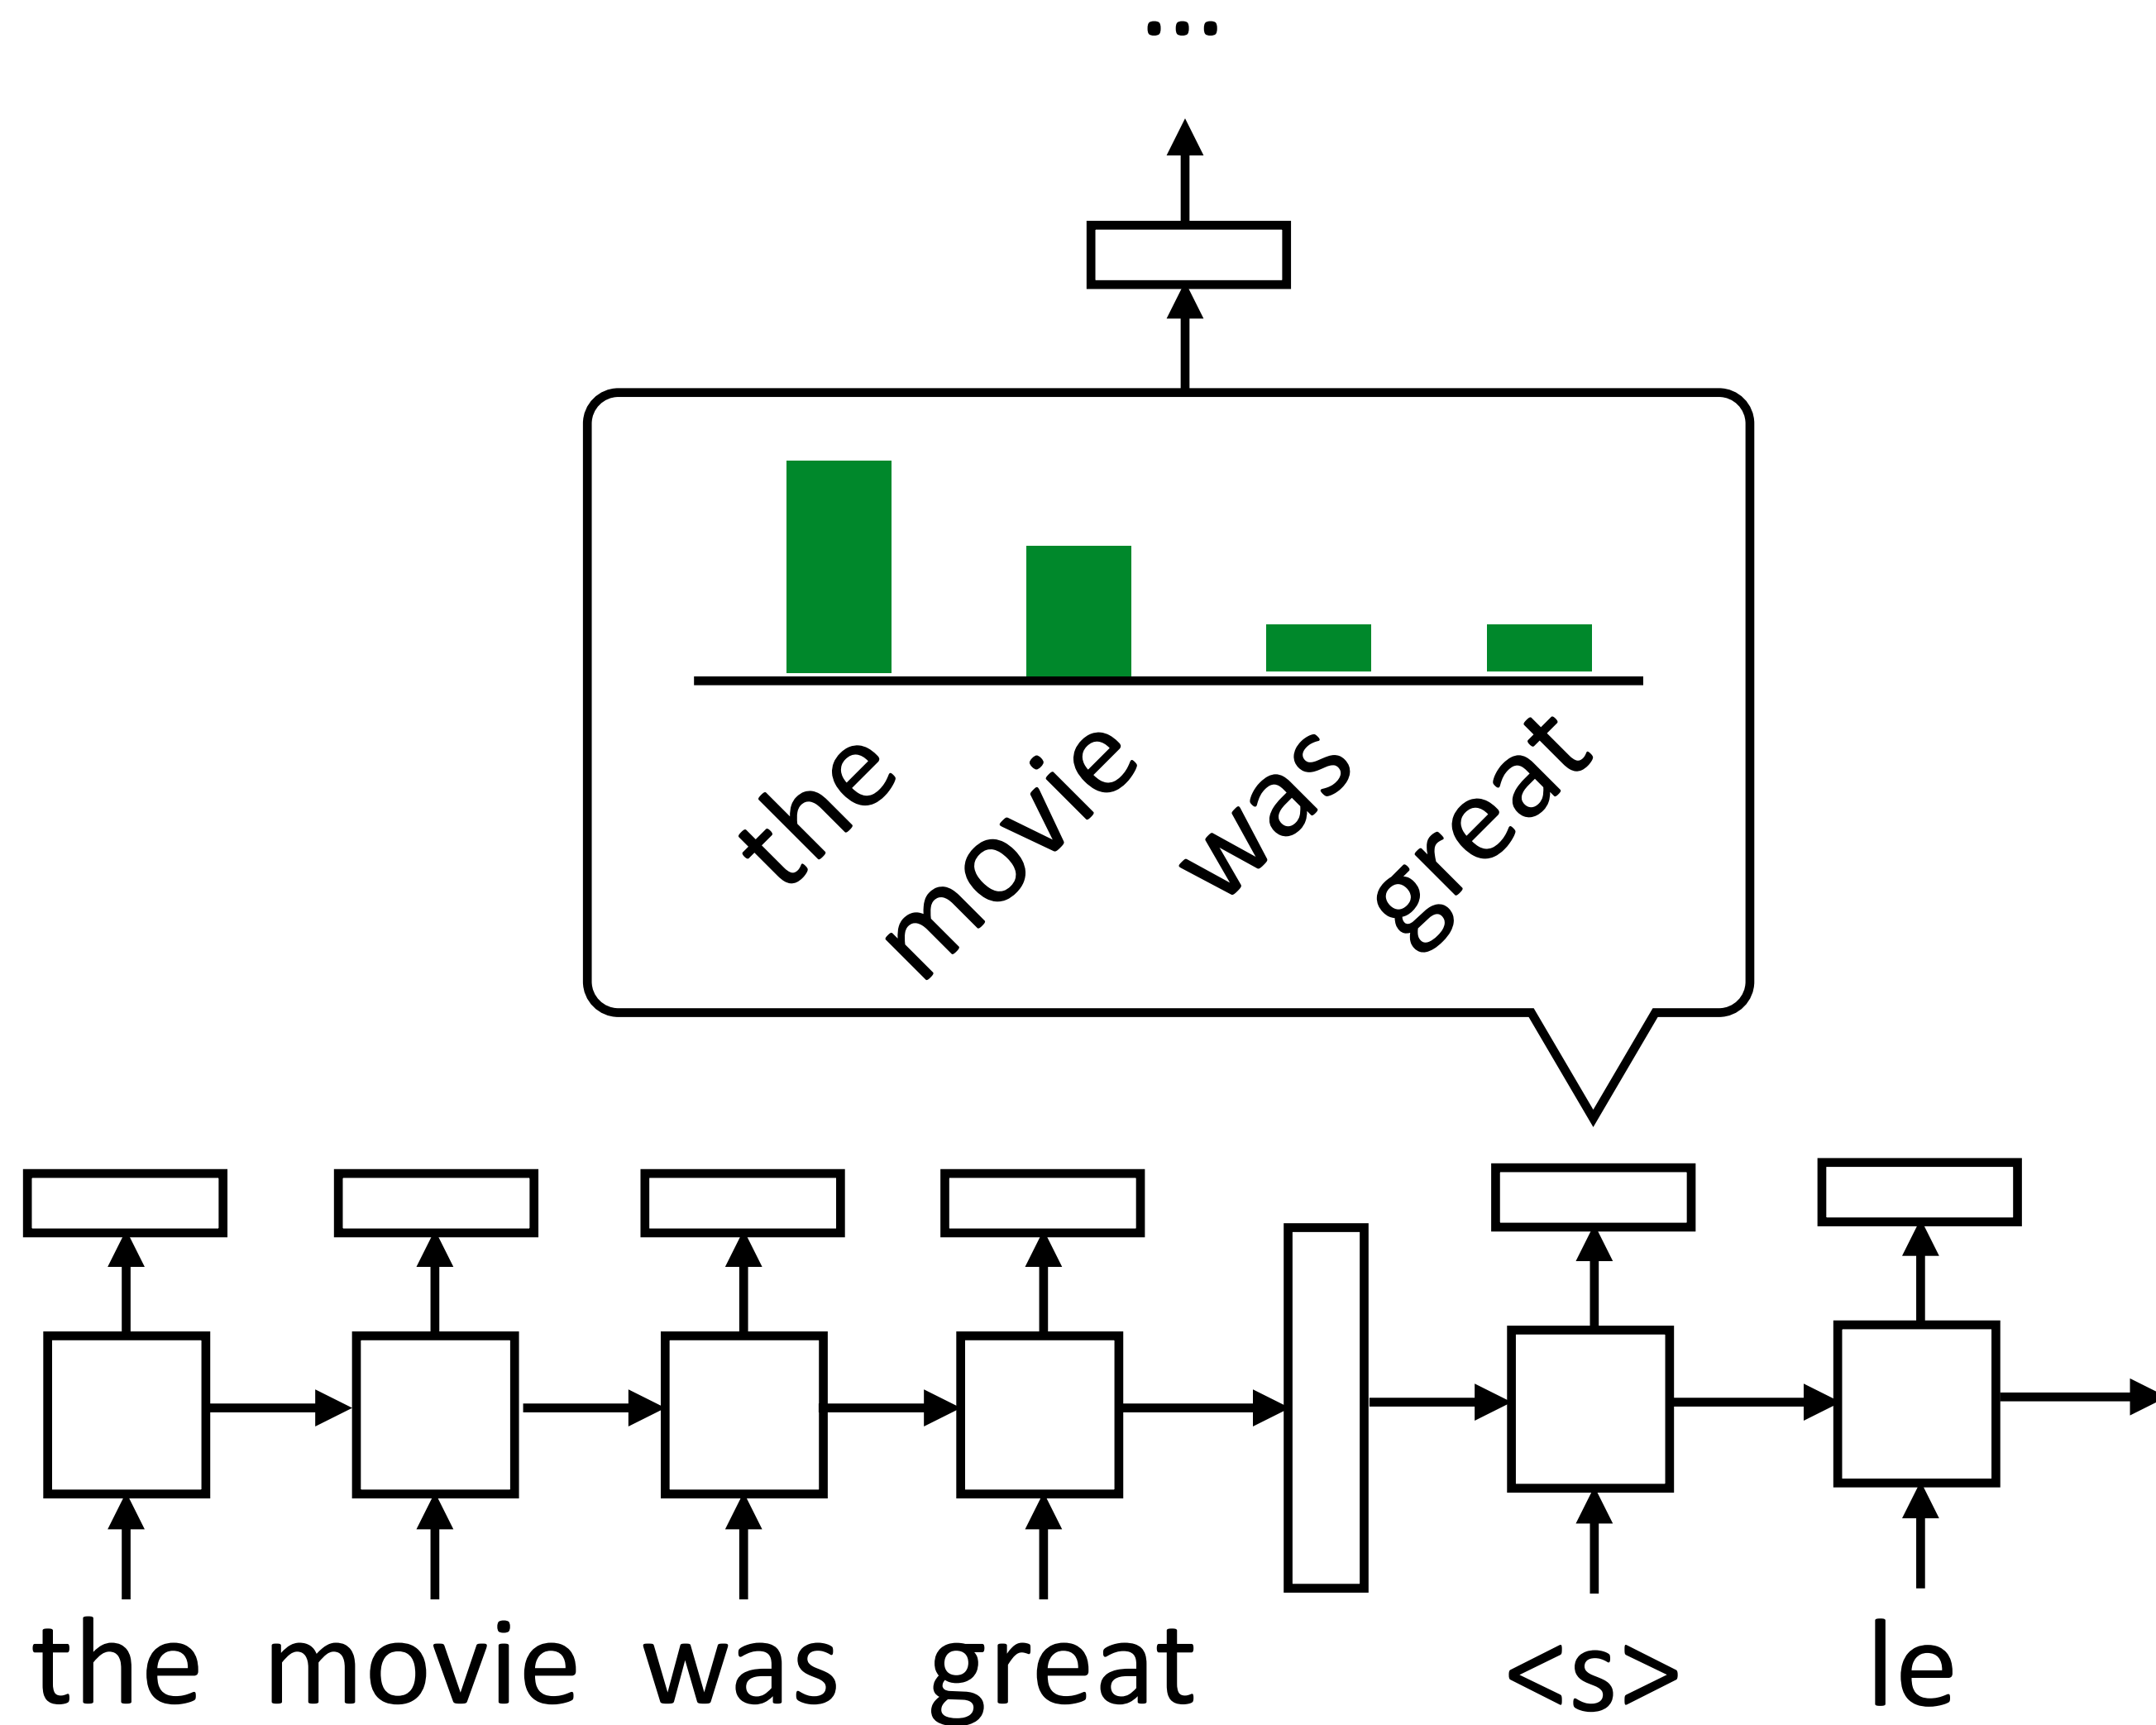 ...
the movie was great
the movie was great <s> le